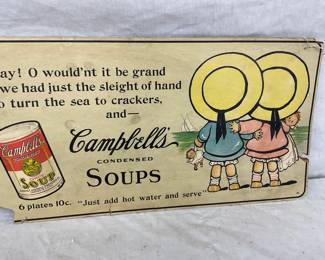 ay! O would'nt it be grand
we had just the sleight of hand
o turn the sea to crackers,
and—
Campbell's
CONDENSED
SOUPS
Campbell's
SOUP
6 plates 10c. "Just add hot water and serve"